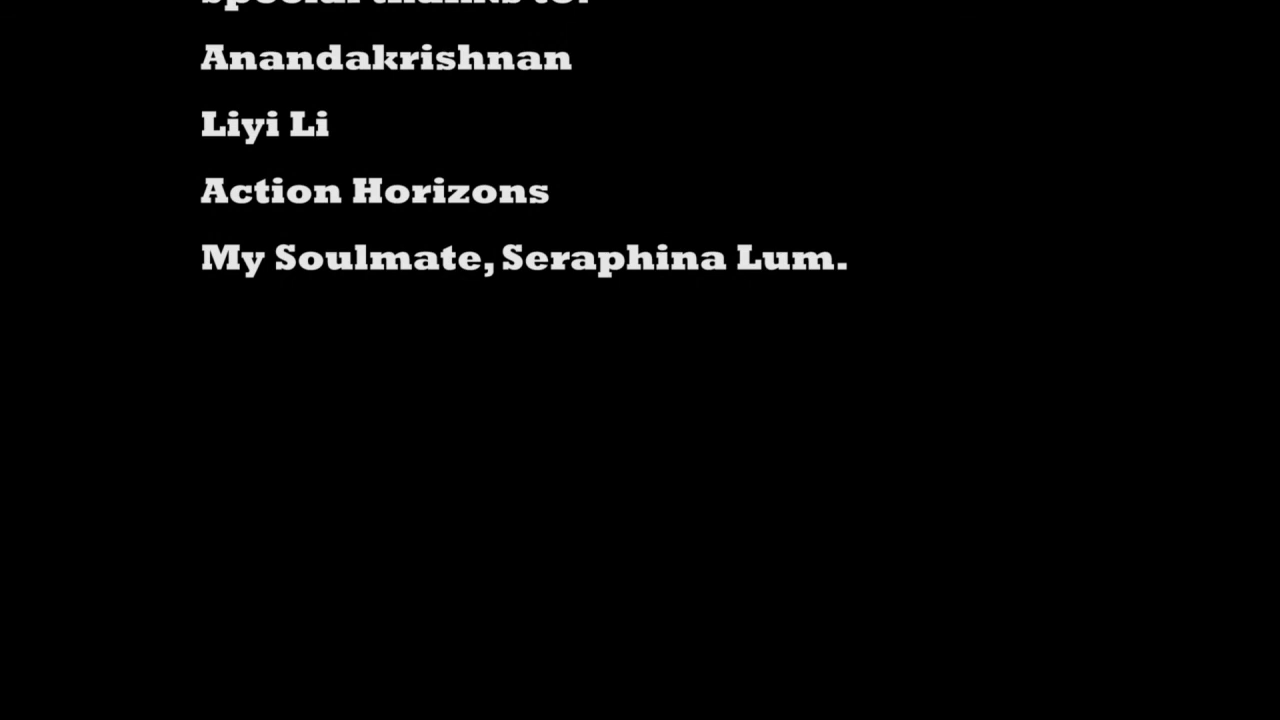 special thanks to:
Anandakrishnan
Liyi Li
Action Horizons
My Soulmate, Seraphina Lum.